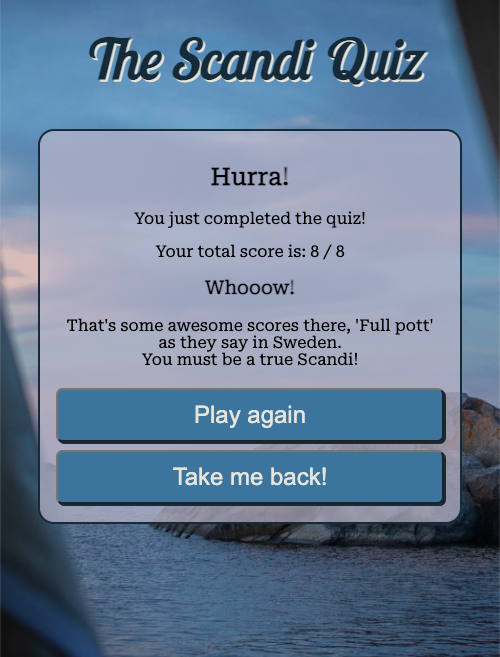 The Scandi Quiz
Hurra!
You just completed the quiz!
Your total score is: 8 / 8
Whooow!
That's some awesome scores there, 'Full pott'
as they say in Sweden.
You must be a true Scandi!
Play again
Take me back!